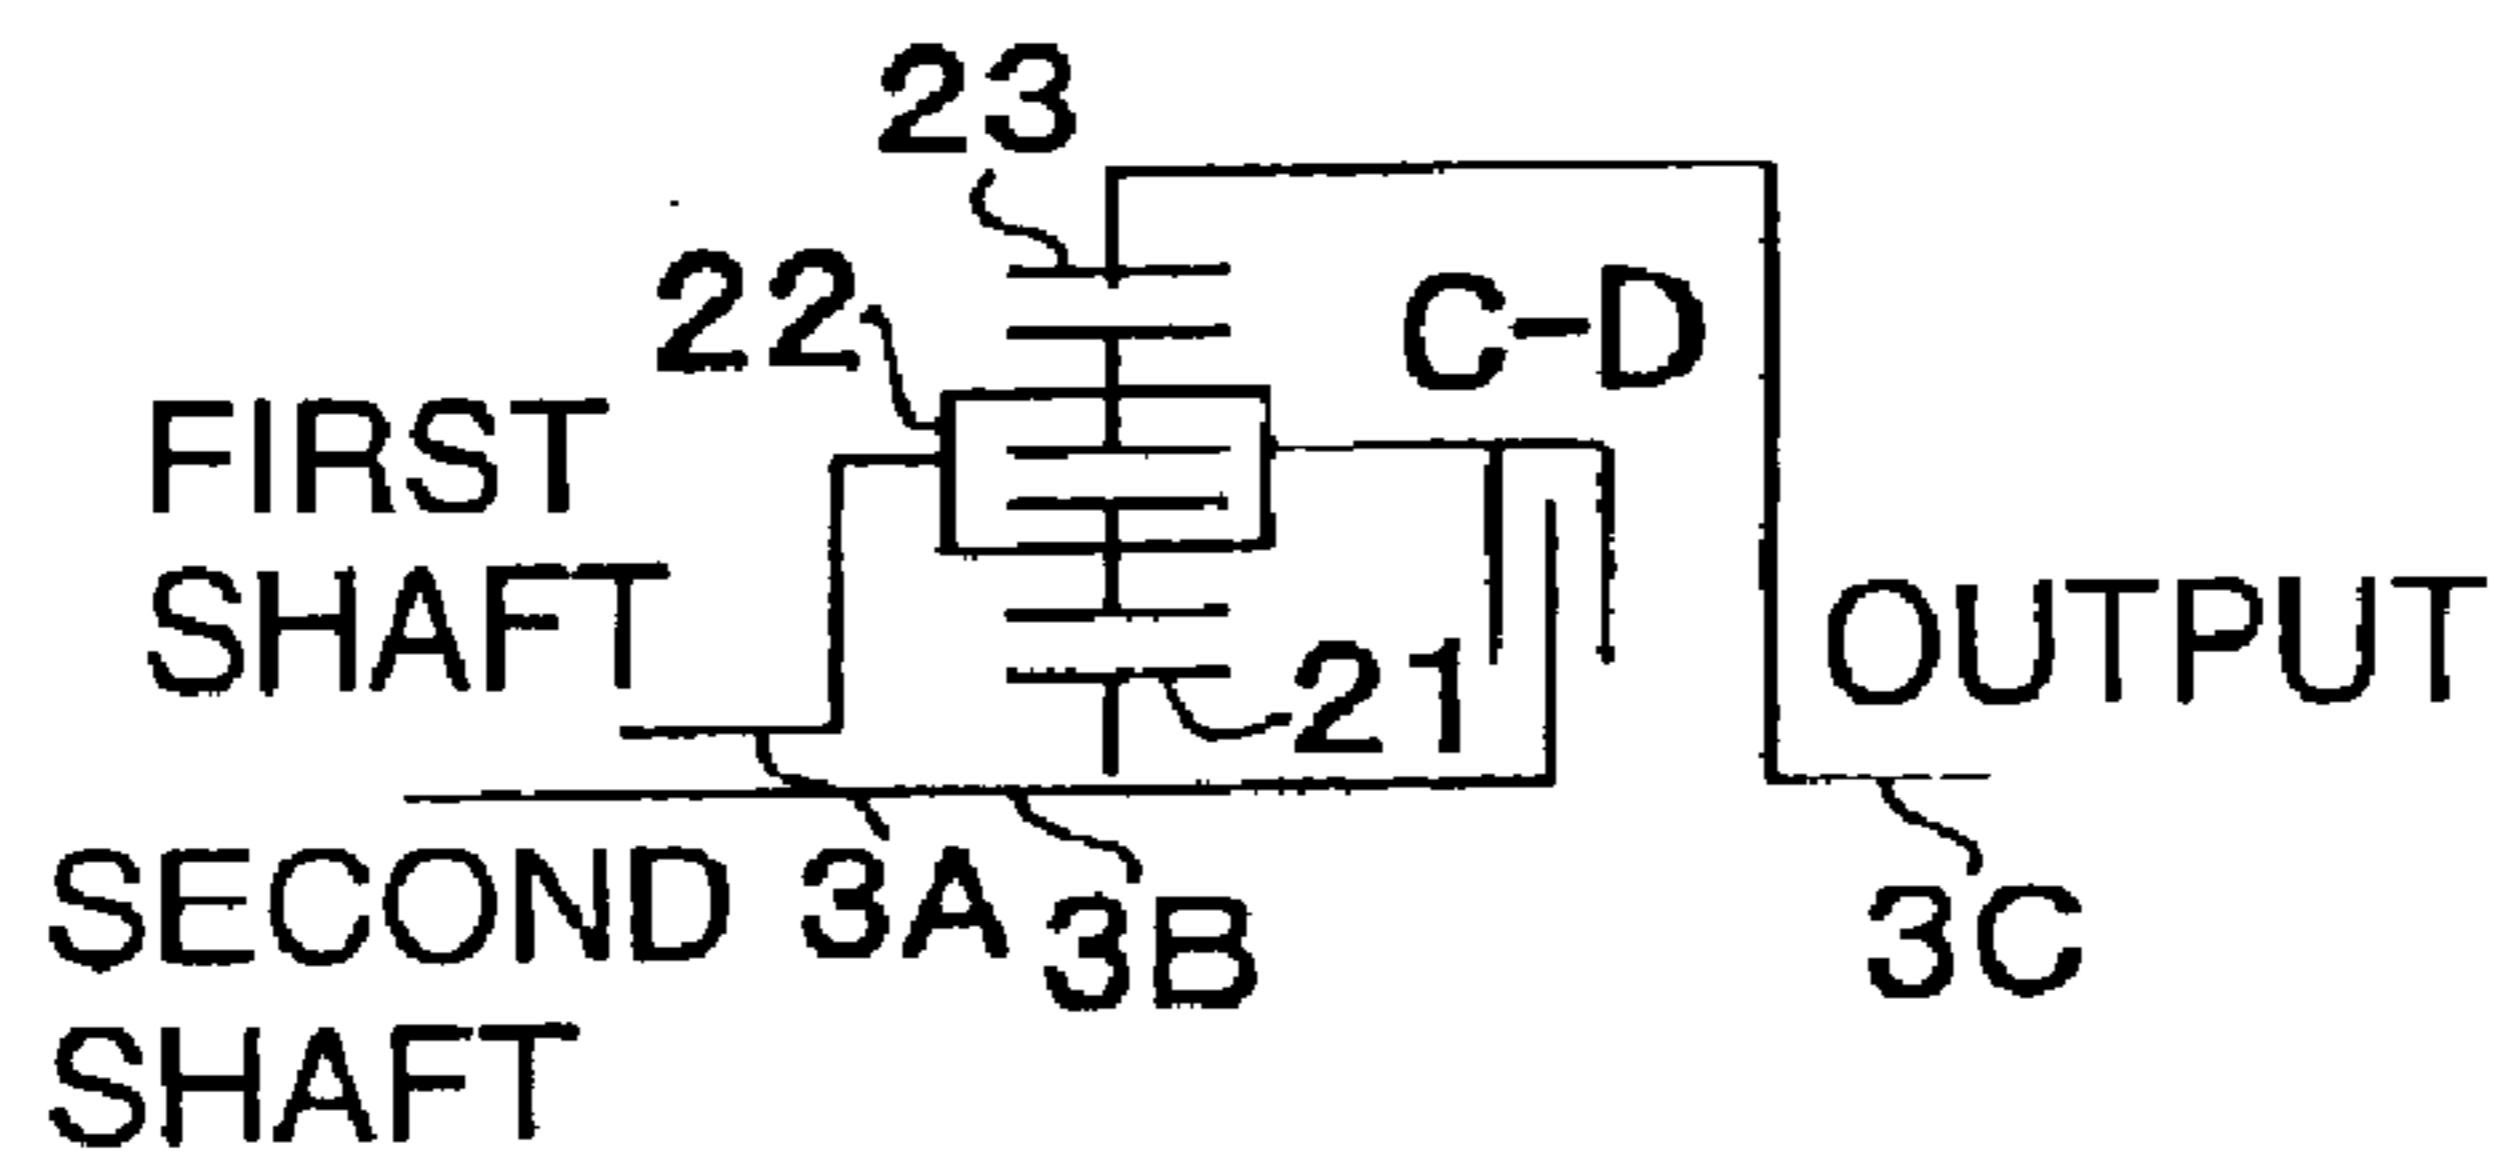 23
22
C-D
FIRST
SHAFT
21
OUTPUT
SECOND
SHAFT
3A
3B
3C